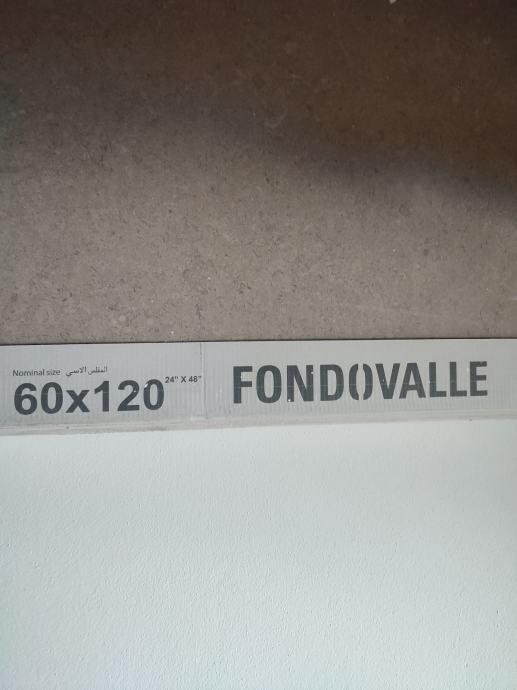 Nominal size المقاس الاسمي
60x120 24" X 48"
FONDOVALLE